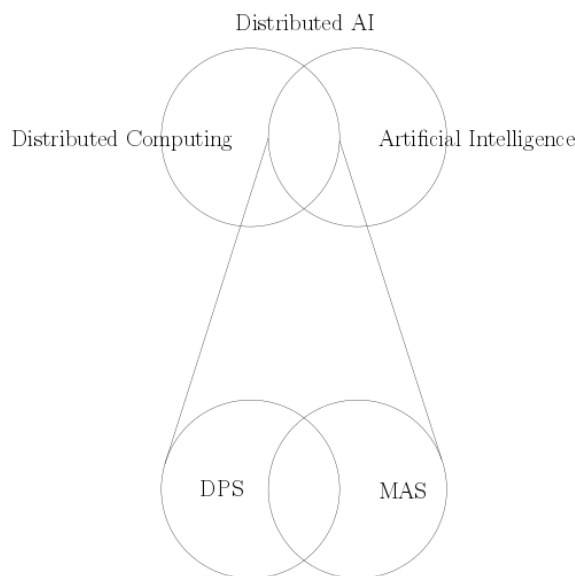 Distributed AI
Distributed Computing
Artificial Intelligence
DPS
MAS